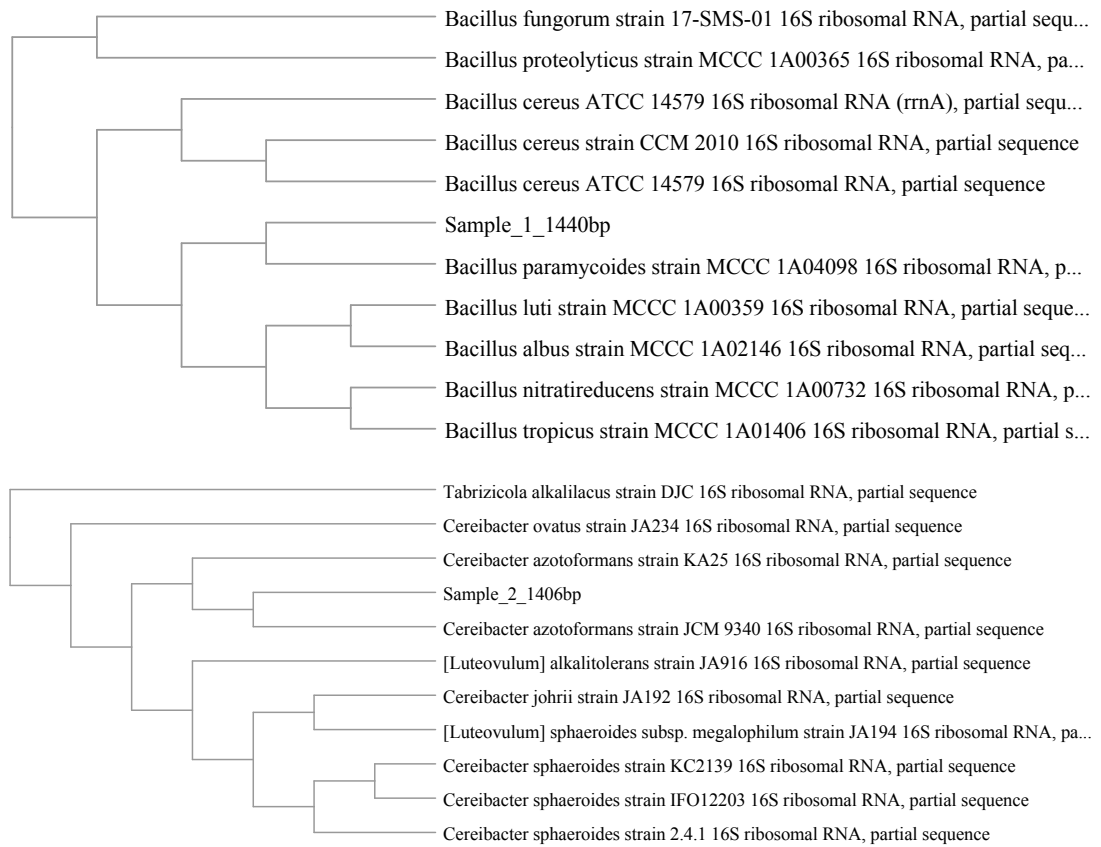 Bacillus fungorum strain 17-SMS-01 16S ribosomal RNA, partial sequ...
Bacillus proteolyticus strain MCCC 1A00365 16S ribosomal RNA, pa...
Bacillus cereus ATCC 14579 16S ribosomal RNA (rrnA), partial sequ...
Bacillus cereus strain CCM 2010 16S ribosomal RNA, partial sequence
Bacillus cereus ATCC 14579 16S ribosomal RNA, partial sequence
Sample_1_1440bp
Bacillus paramycoides strain MCCC 1A04098 16S ribosomal RNA, p...
Bacillus luti strain MCCC 1A00359 16S ribosomal RNA, partial seque...
Bacillus albus strain MCCC 1A02146 16S ribosomal RNA, partial seq...
Bacillus nitratireducens strain MCCC 1A00732 16S ribosomal RNA, p...
Bacillus tropicus strain MCCC 1A01406 16S ribosomal RNA, partial s...
Tabrizicola alkalilacus strain DJC 16S ribosomal RNA, partial sequence
Cereibacter ovatus strain JA234 16S ribosomal RNA, partial sequence
Cereibacter azotoformans strain KA25 16S ribosomal RNA, partial sequence
Sample_2_1406bp
Cereibacter azotoformans strain JCM 9340 16S ribosomal RNA, partial sequence
[Luteovulum] alkalitolerans strain JA916 16S ribosomal RNA, partial sequence
Cereibacter johrii strain JA192 16S ribosomal RNA, partial sequence
[Luteovulum] sphaeroides subsp. megalophilum strain JA194 16S ribosomal RNA, pa...
Cereibacter sphaeroides strain KC2139 16S ribosomal RNA, partial sequence
Cereibacter sphaeroides strain IFO12203 16S ribosomal RNA, partial sequence
Cereibacter sphaeroides strain 2.4.1 16S ribosomal RNA, partial sequence